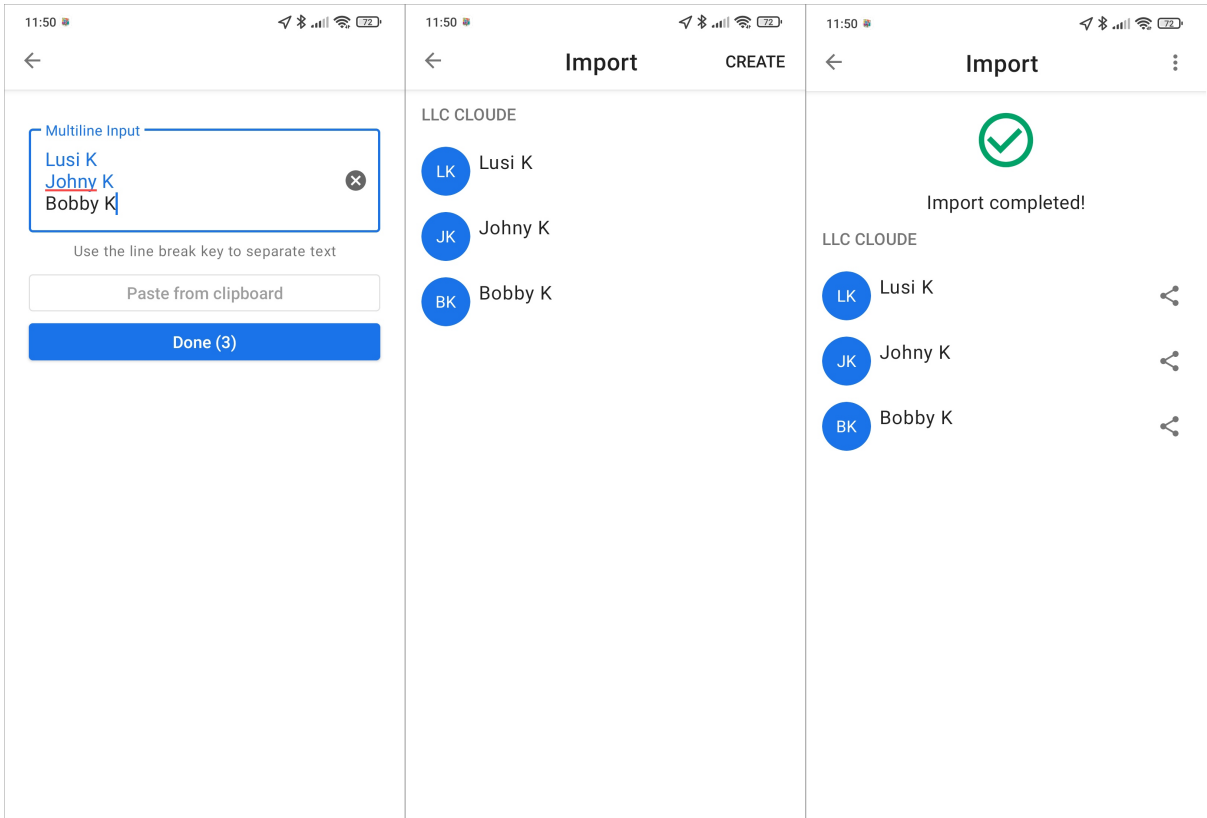 11:50
72
Multiline Input
Lusi K
Johny K
Bobby K
Use the line break key to separate text
Paste from clipboard
Done (3)
11:50
72
Import
CREATE
LLC CLOUDE
LK
Lusi K
JK
Johny K
BK
Bobby K
11:50
72
Import
Import completed!
LLC CLOUDE
LK
Lusi K
JK
Johny K
BK
Bobby K